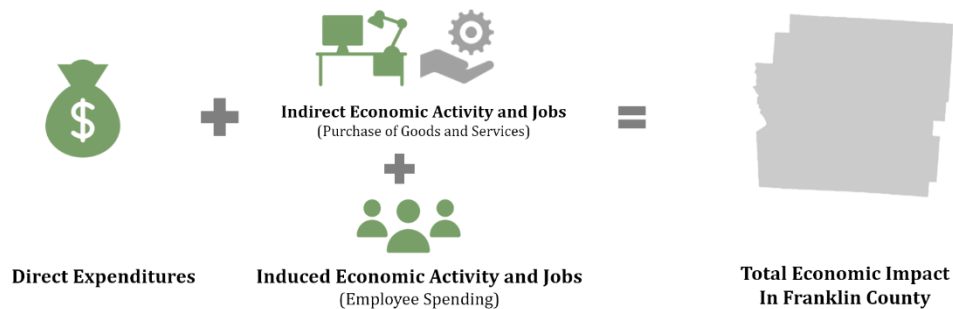 $
Indirect Economic Activity and Jobs
(Purchase of Goods and Services)
Direct Expenditures
Induced Economic Activity and Jobs
(Employee Spending)
Total Economic Impact
In Franklin County